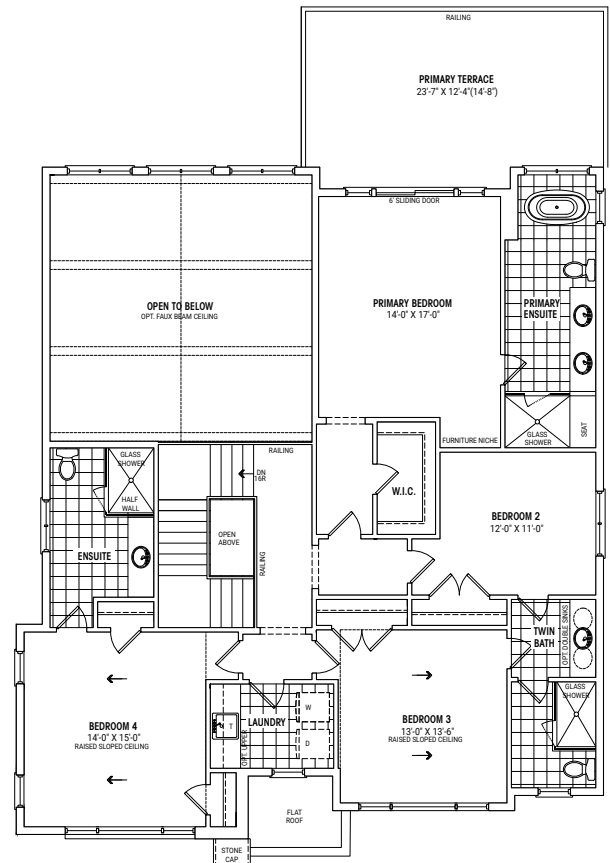 RAILING
PRIMARY TERRACE
23'-7" X 12'-4"(14'-8")
6' SLIDING DOOR
OPEN TO BELOW
OPT. FAUX BEAM CEILING
PRIMARY BEDROOM
14'-0" X 17'-0"
PRIMARY
ENSUITE
FURNITURE NICHE
GLASS
SHOWER
SEAT
RAILING
GLASS
SHOWER
HALF
WALL
DN
16R
W.I.C.
BEDROOM 2
12'-0" X 11'-0"
OPEN
ABOVE
ENSUITE
RAILING
TWIN
BATH
OPT. DOUBLE SINKS
GLASS
SHOWER
BEDROOM 4
14'-0" X 15'-0"
RAISED SLOPED CEILING
T
OPT. UPPER
LAUNDRY
W
D
BEDROOM 3
13'-0" X 13'-6"
RAISED SLOPED CEILING
FLAT
ROOF
STONE
CAP